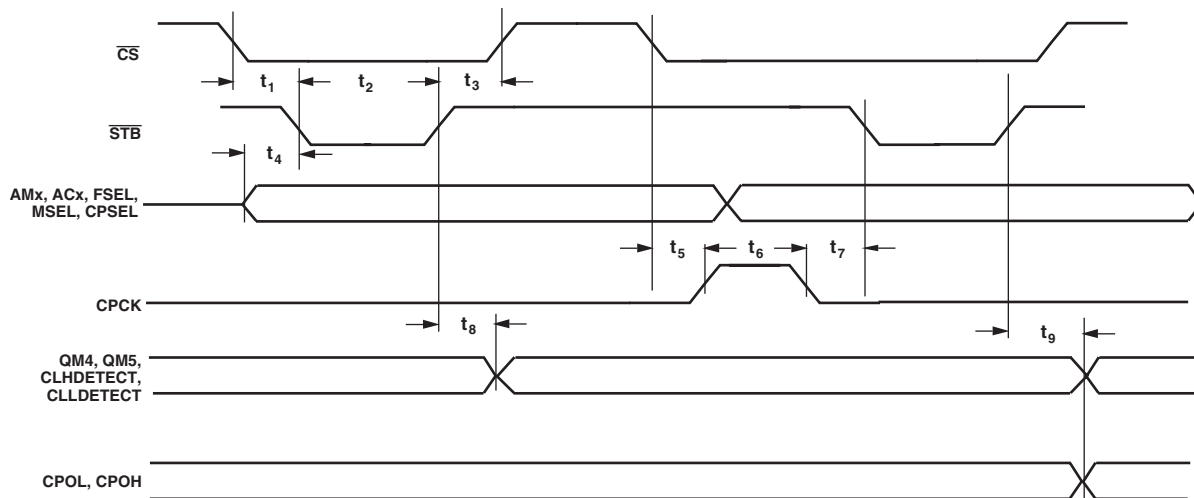 CS
t1 t2 t3
STB
t4
AMx, ACx, FSEL,
MSEL, CPSEL
t5 t6 t7
CPCK
t8 t9
QM4, QM5,
CLHDETECT,
CLLDETECT
CPOL, CPOH